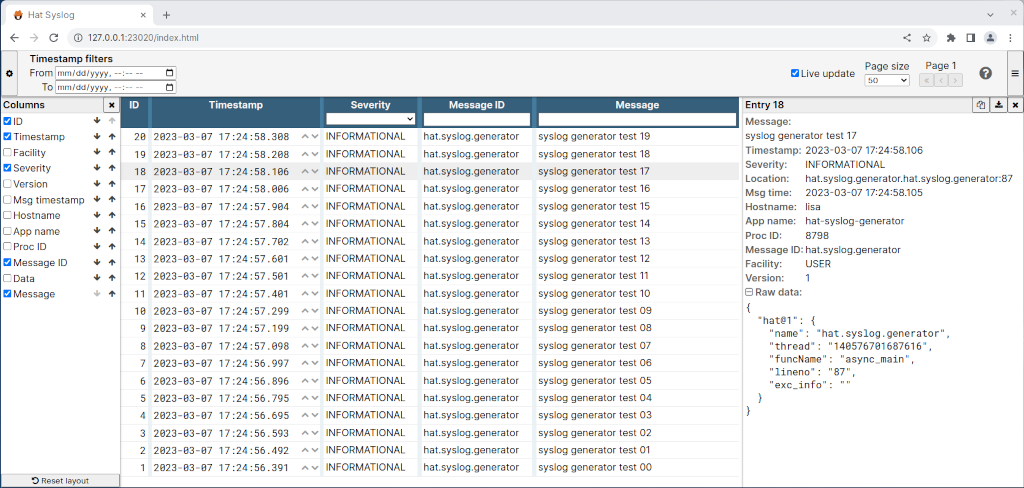 Hat Syslog
127.0.0.1:23020/index.html
Timestamp filters
From mm/dd/yyyy, --:-- --
To mm/dd/yyyy, --:-- --
Live update
Page size
50
Page 1
Columns
ID
Timestamp
Facility
Severity
Version
Msg timestamp
Hostname
App name
Proc ID
Message ID
Data
Message
Reset layout
ID Timestamp Severity Message ID Message
20 2023-03-07 17:24:58.308 INFORMATIONAL hat.syslog.generator syslog generator test 19
19 2023-03-07 17:24:58.208 INFORMATIONAL hat.syslog.generator syslog generator test 18
18 2023-03-07 17:24:58.106 INFORMATIONAL hat.syslog.generator syslog generator test 17
17 2023-03-07 17:24:58.006 INFORMATIONAL hat.syslog.generator syslog generator test 16
16 2023-03-07 17:24:57.904 INFORMATIONAL hat.syslog.generator syslog generator test 15
15 2023-03-07 17:24:57.804 INFORMATIONAL hat.syslog.generator syslog generator test 14
14 2023-03-07 17:24:57.702 INFORMATIONAL hat.syslog.generator syslog generator test 13
13 2023-03-07 17:24:57.601 INFORMATIONAL hat.syslog.generator syslog generator test 12
12 2023-03-07 17:24:57.501 INFORMATIONAL hat.syslog.generator syslog generator test 11
11 2023-03-07 17:24:57.401 INFORMATIONAL hat.syslog.generator syslog generator test 10
10 2023-03-07 17:24:57.299 INFORMATIONAL hat.syslog.generator syslog generator test 09
9 2023-03-07 17:24:57.199 INFORMATIONAL hat.syslog.generator syslog generator test 08
8 2023-03-07 17:24:57.098 INFORMATIONAL hat.syslog.generator syslog generator test 07
7 2023-03-07 17:24:56.997 INFORMATIONAL hat.syslog.generator syslog generator test 06
6 2023-03-07 17:24:56.896 INFORMATIONAL hat.syslog.generator syslog generator test 05
5 2023-03-07 17:24:56.795 INFORMATIONAL hat.syslog.generator syslog generator test 04
4 2023-03-07 17:24:56.695 INFORMATIONAL hat.syslog.generator syslog generator test 03
3 2023-03-07 17:24:56.593 INFORMATIONAL hat.syslog.generator syslog generator test 02
2 2023-03-07 17:24:56.492 INFORMATIONAL hat.syslog.generator syslog generator test 01
1 2023-03-07 17:24:56.391 INFORMATIONAL hat.syslog.generator syslog generator test 00
Entry 18
Message:
syslog generator test 17
Timestamp: 2023-03-07 17:24:58.106
Severity: INFORMATIONAL
Location: hat.syslog.generator.hat.syslog.generator:87
Msg time: 2023-03-07 17:24:58.105
Hostname: lisa
App name: hat-syslog-generator
Proc ID: 8798
Message ID: hat.syslog.generator
Facility: USER
Version: 1
Raw data:
{
"hat@1": {
"name": "hat.syslog.generator",
"thread": "140576701687616",
"funcName": "async_main",
"lineno": "87",
"exc_info": ""
}
}